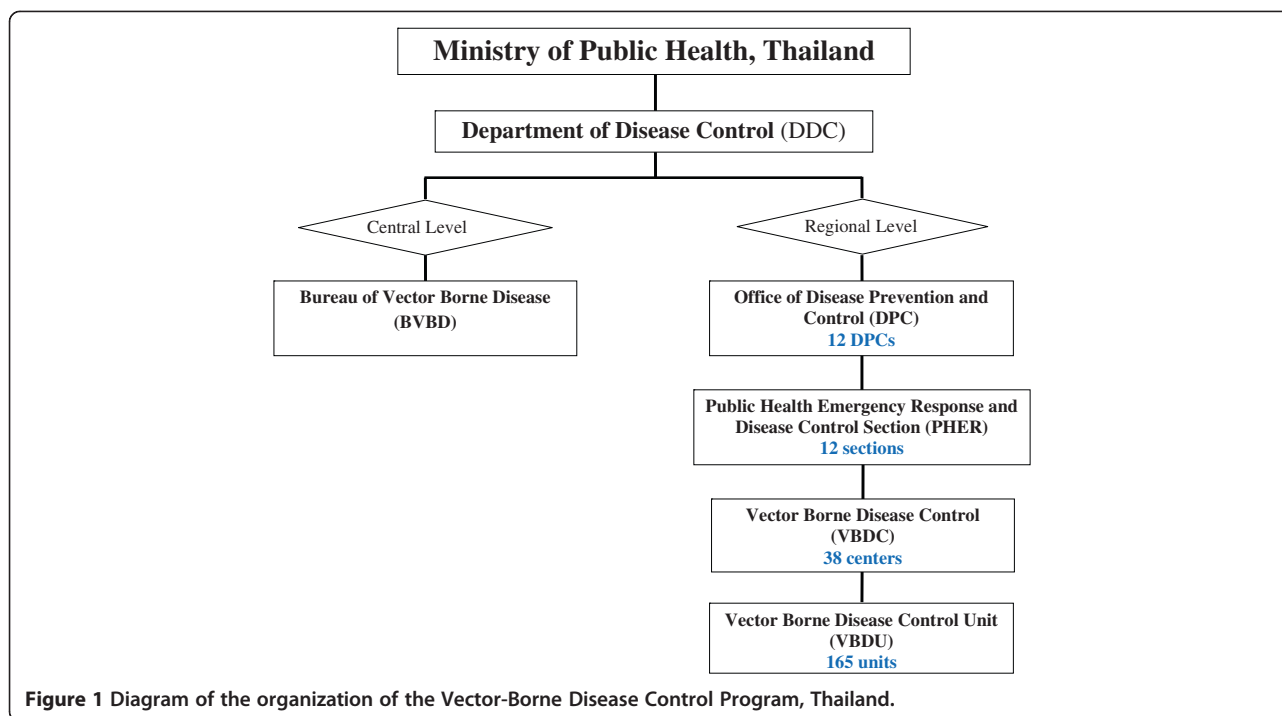 Ministry of Public Health, Thailand
Department of Disease Control (DDC)
Central Level
Regional Level
Bureau of Vector Borne Disease
(BVBD)
Office of Disease Prevention and
Control (DPC)
12 DPCs
Public Health Emergency Response and
Disease Control Section (PHER)
12 sections
Vector Borne Disease Control
(VBDC)
38 centers
Vector Borne Disease Control Unit
(VBDU)
165 units
Figure 1 Diagram of the organization of the Vector-Borne Disease Control Program, Thailand.